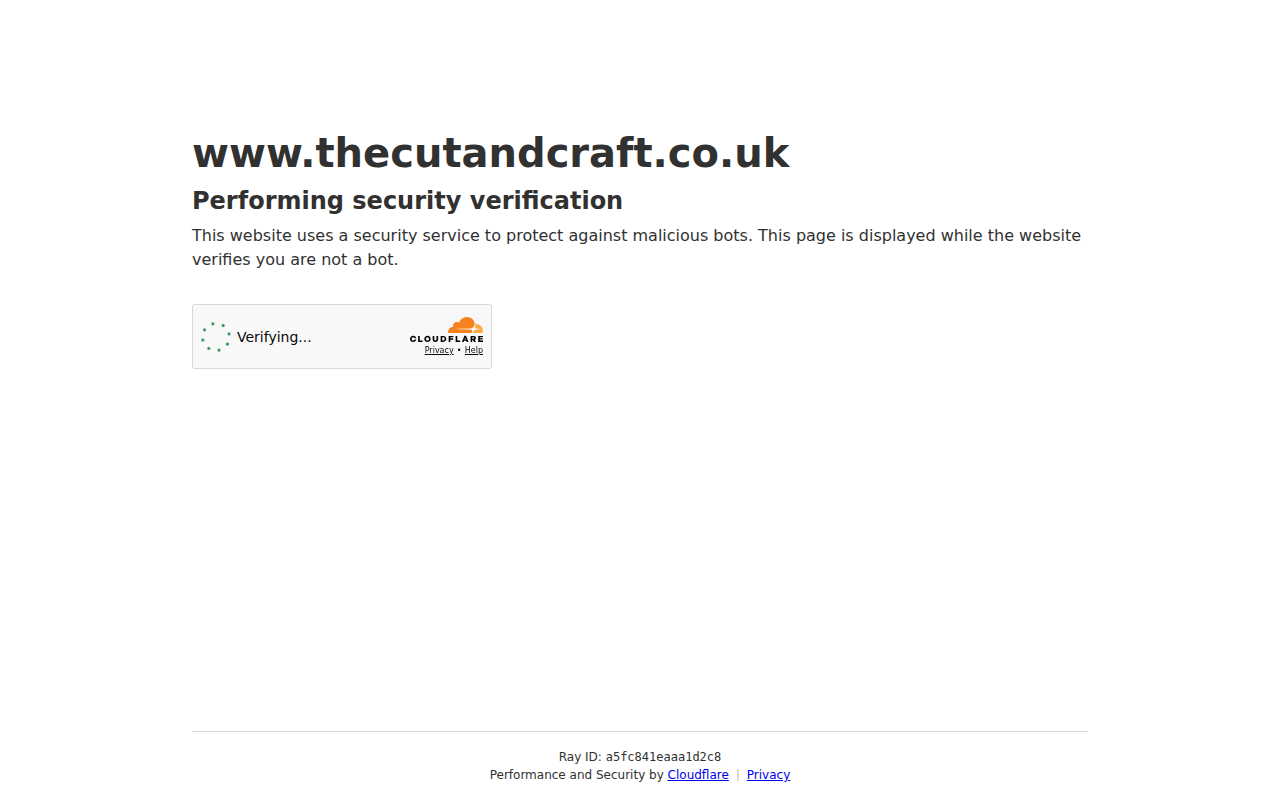 www.thecutandcraft.co.uk
Performing security verification
This website uses a security service to protect against malicious bots. This page is displayed while the website
verifies you are not a bot.
Verifying...
CLOUDFLARE
Privacy • Help
Ray ID: a5fc841eaaa1d2c8
Performance and Security by Cloudflare | Privacy